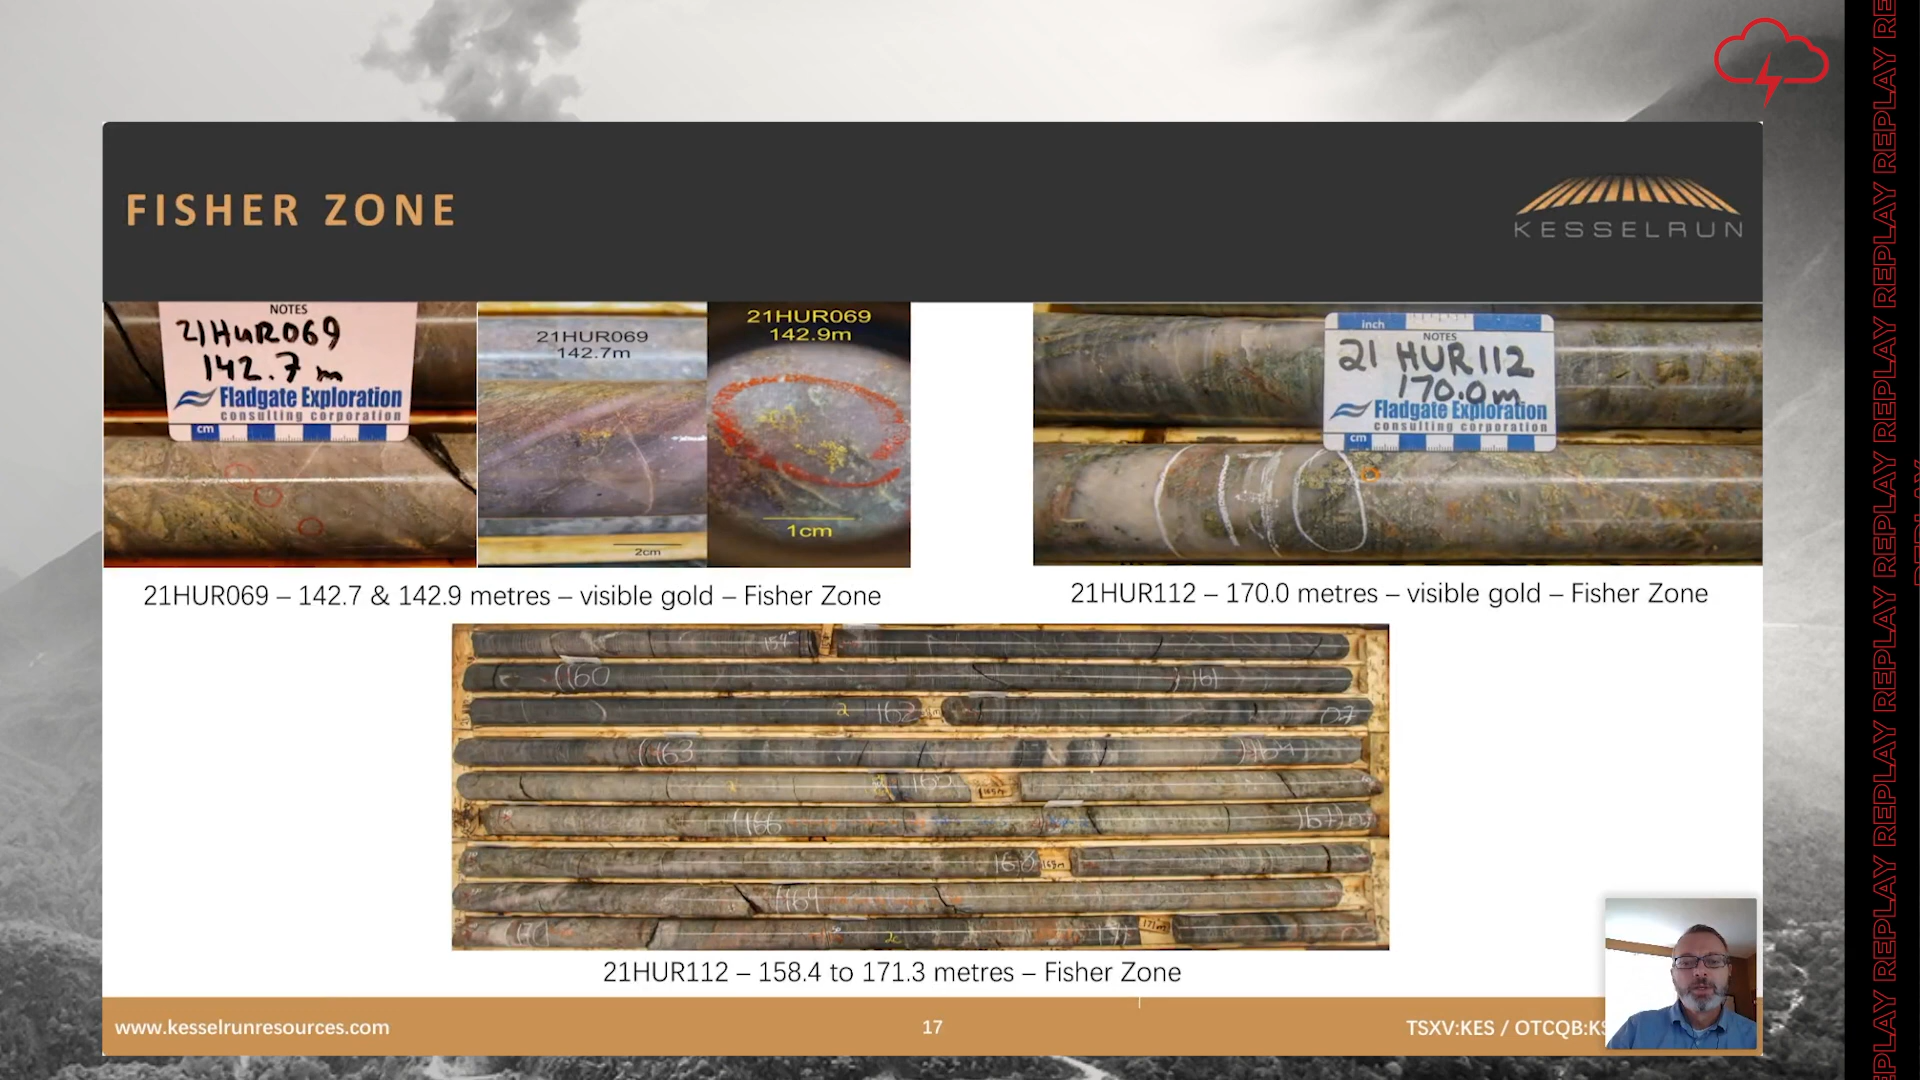 FISHER ZONE
KESSELRUN
NOTES
21HUR069
142.7 m
Fladgate Exploration
consulting corporation
cm
21HUR069
142.7m
2cm
21HUR069
142.9m
1cm
inch
NOTES
21 HUR112
170.0m
Fladgate Exploration
consulting corporation
cm
170
21HUR069 – 142.7 & 142.9 metres – visible gold – Fisher Zone
21HUR112 – 170.0 metres – visible gold – Fisher Zone
160
161
162
163
164
165
166
167
168
169
21HUR112 – 158.4 to 171.3 metres – Fisher Zone
www.kesselrunresources.com
17
TSXV:KES / OTCQB:KS
REPLAY REPLAY REPLAY REPLAY REPLAY REPLAY REPLAY REPLAY